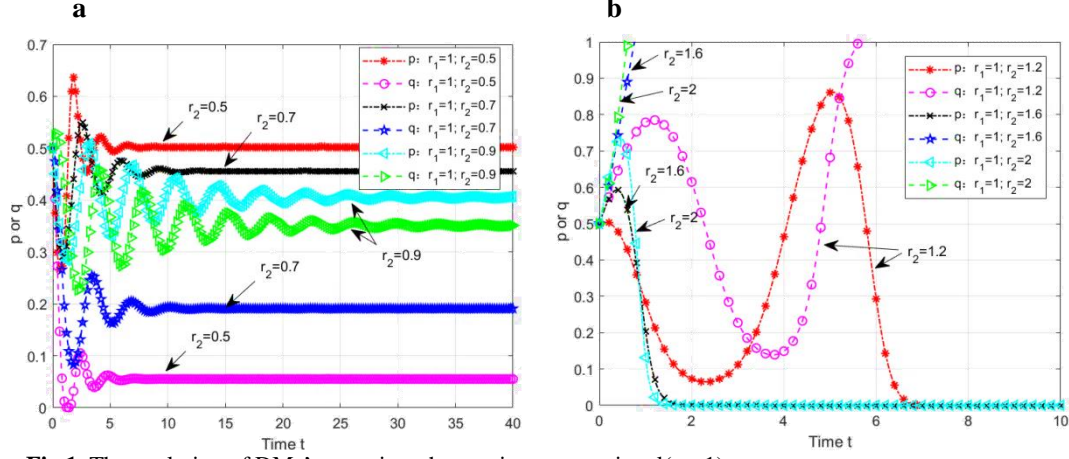 a
b
0.7
0.6
0.5
0.4
0.3
0.2
0.1
0
p or q
0 5 10 15 20 25 30 35 40
Time t
p: r1=1; r2=0.5
q: r1=1; r2=0.5
p: r1=1; r2=0.7
q: r1=1; r2=0.7
p: r1=1; r2=0.9
q: r1=1; r2=0.9
r2=0.5
r2=0.7
r2=0.9
r2=0.7
r2=0.5
1
0.9
0.8
0.7
0.6
0.5
0.4
0.3
0.2
0.1
0
p or q
0 2 4 6 8 10
Time t
p: r1=1; r2=1.2
q: r1=1; r2=1.2
p: r1=1; r2=1.6
q: r1=1; r2=1.6
p: r1=1; r2=2
q: r1=1; r2=2
r2=1.6
r2=2
r2=1.6
r2=2
r2=1.2